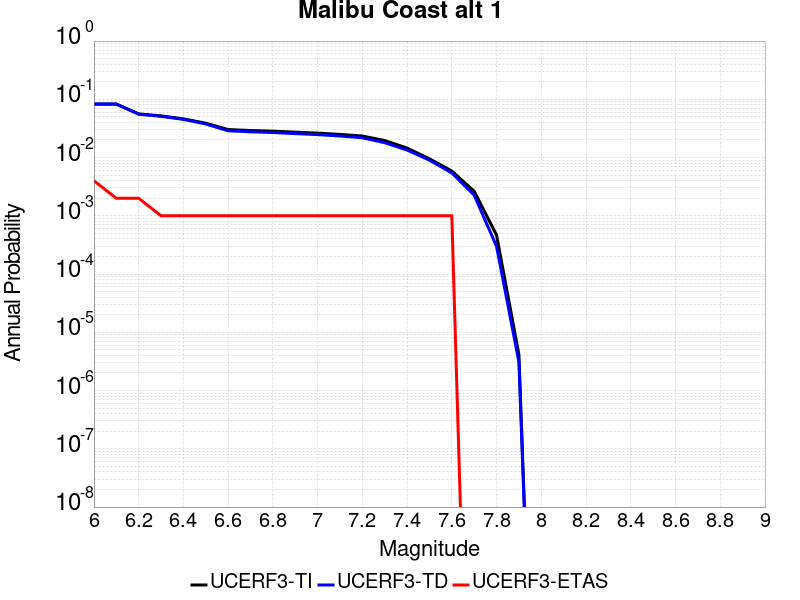 Malibu Coast alt 1
10^0
10^-1
10^-2
10^-3
10^-4
10^-5
10^-6
10^-7
10^-8
Annual Probability
6 6.2 6.4 6.6 6.8 7 7.2 7.4 7.6 7.8 8 8.2 8.4 8.6 8.8 9
Magnitude
UCERF3-TI UCERF3-TD UCERF3-ETAS